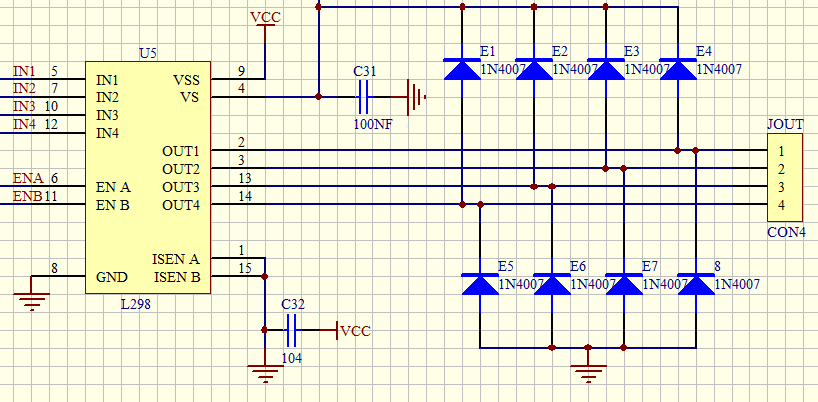 VCC
U5
E1 E2 E3 E4
1N4007 1N4007 1N4007 1N4007
IN1 5 IN1 VSS 9
C31
IN2 7 IN2 VS 4
IN3 10 IN3
100NF
IN4 12 IN4
JOUT
OUT1 2 1
OUT2 3 2
ENA 6 EN A OUT3 13 3
ENB 11 EN B OUT4 14 4
CON4
ISEN A 1
E5 E6 E7 8
8 GND ISEN B 15
1N4007 1N4007 1N4007 1N4007
L298
C32
VCC
104